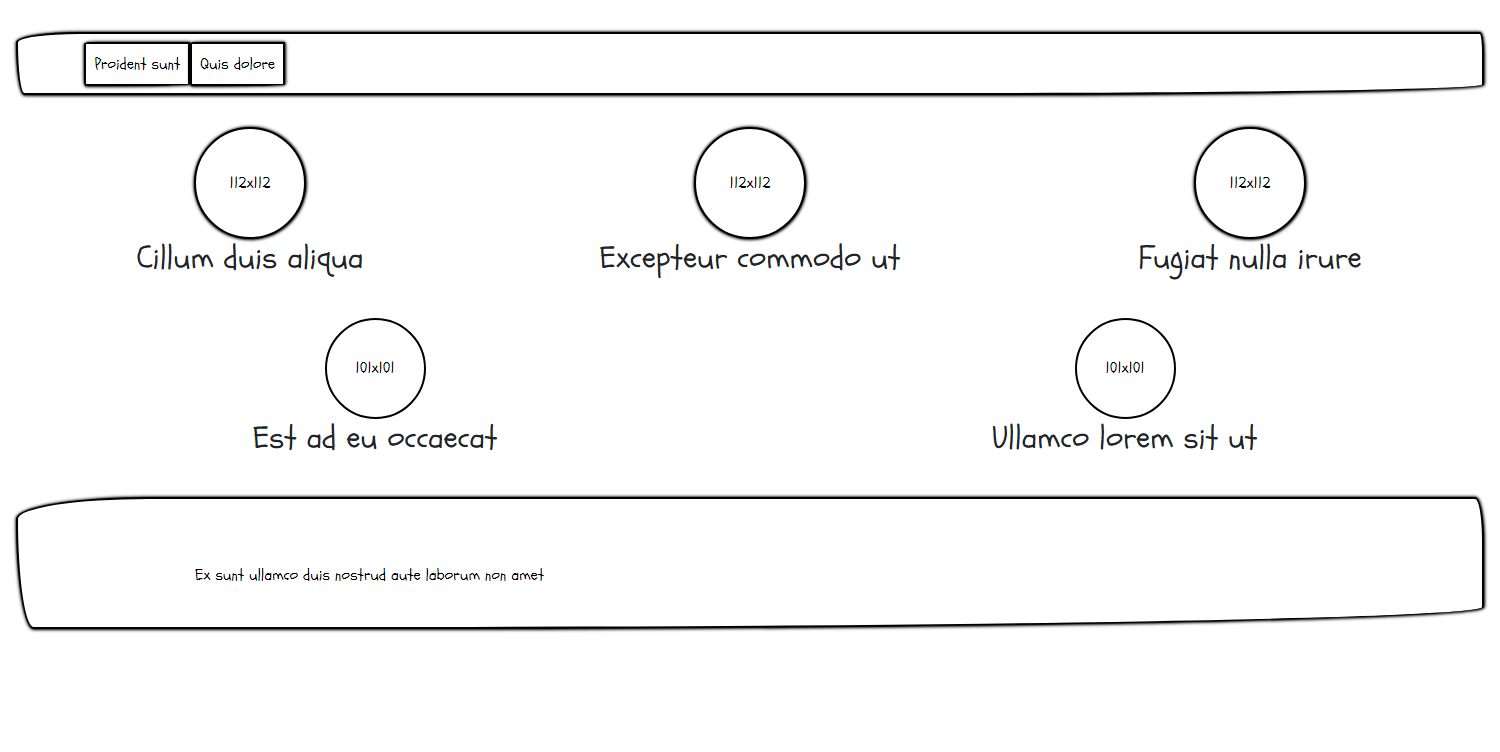 Proident sunt
Quis dolore
112x112
112x112
112x112
Cillum duis aliqua
Excepteur commodo ut
Fugiat nulla irure
101x101
101x101
Est ad eu occaecat
Ullamco lorem sit ut
Ex sunt ullamco duis nostrud aute laborum non amet